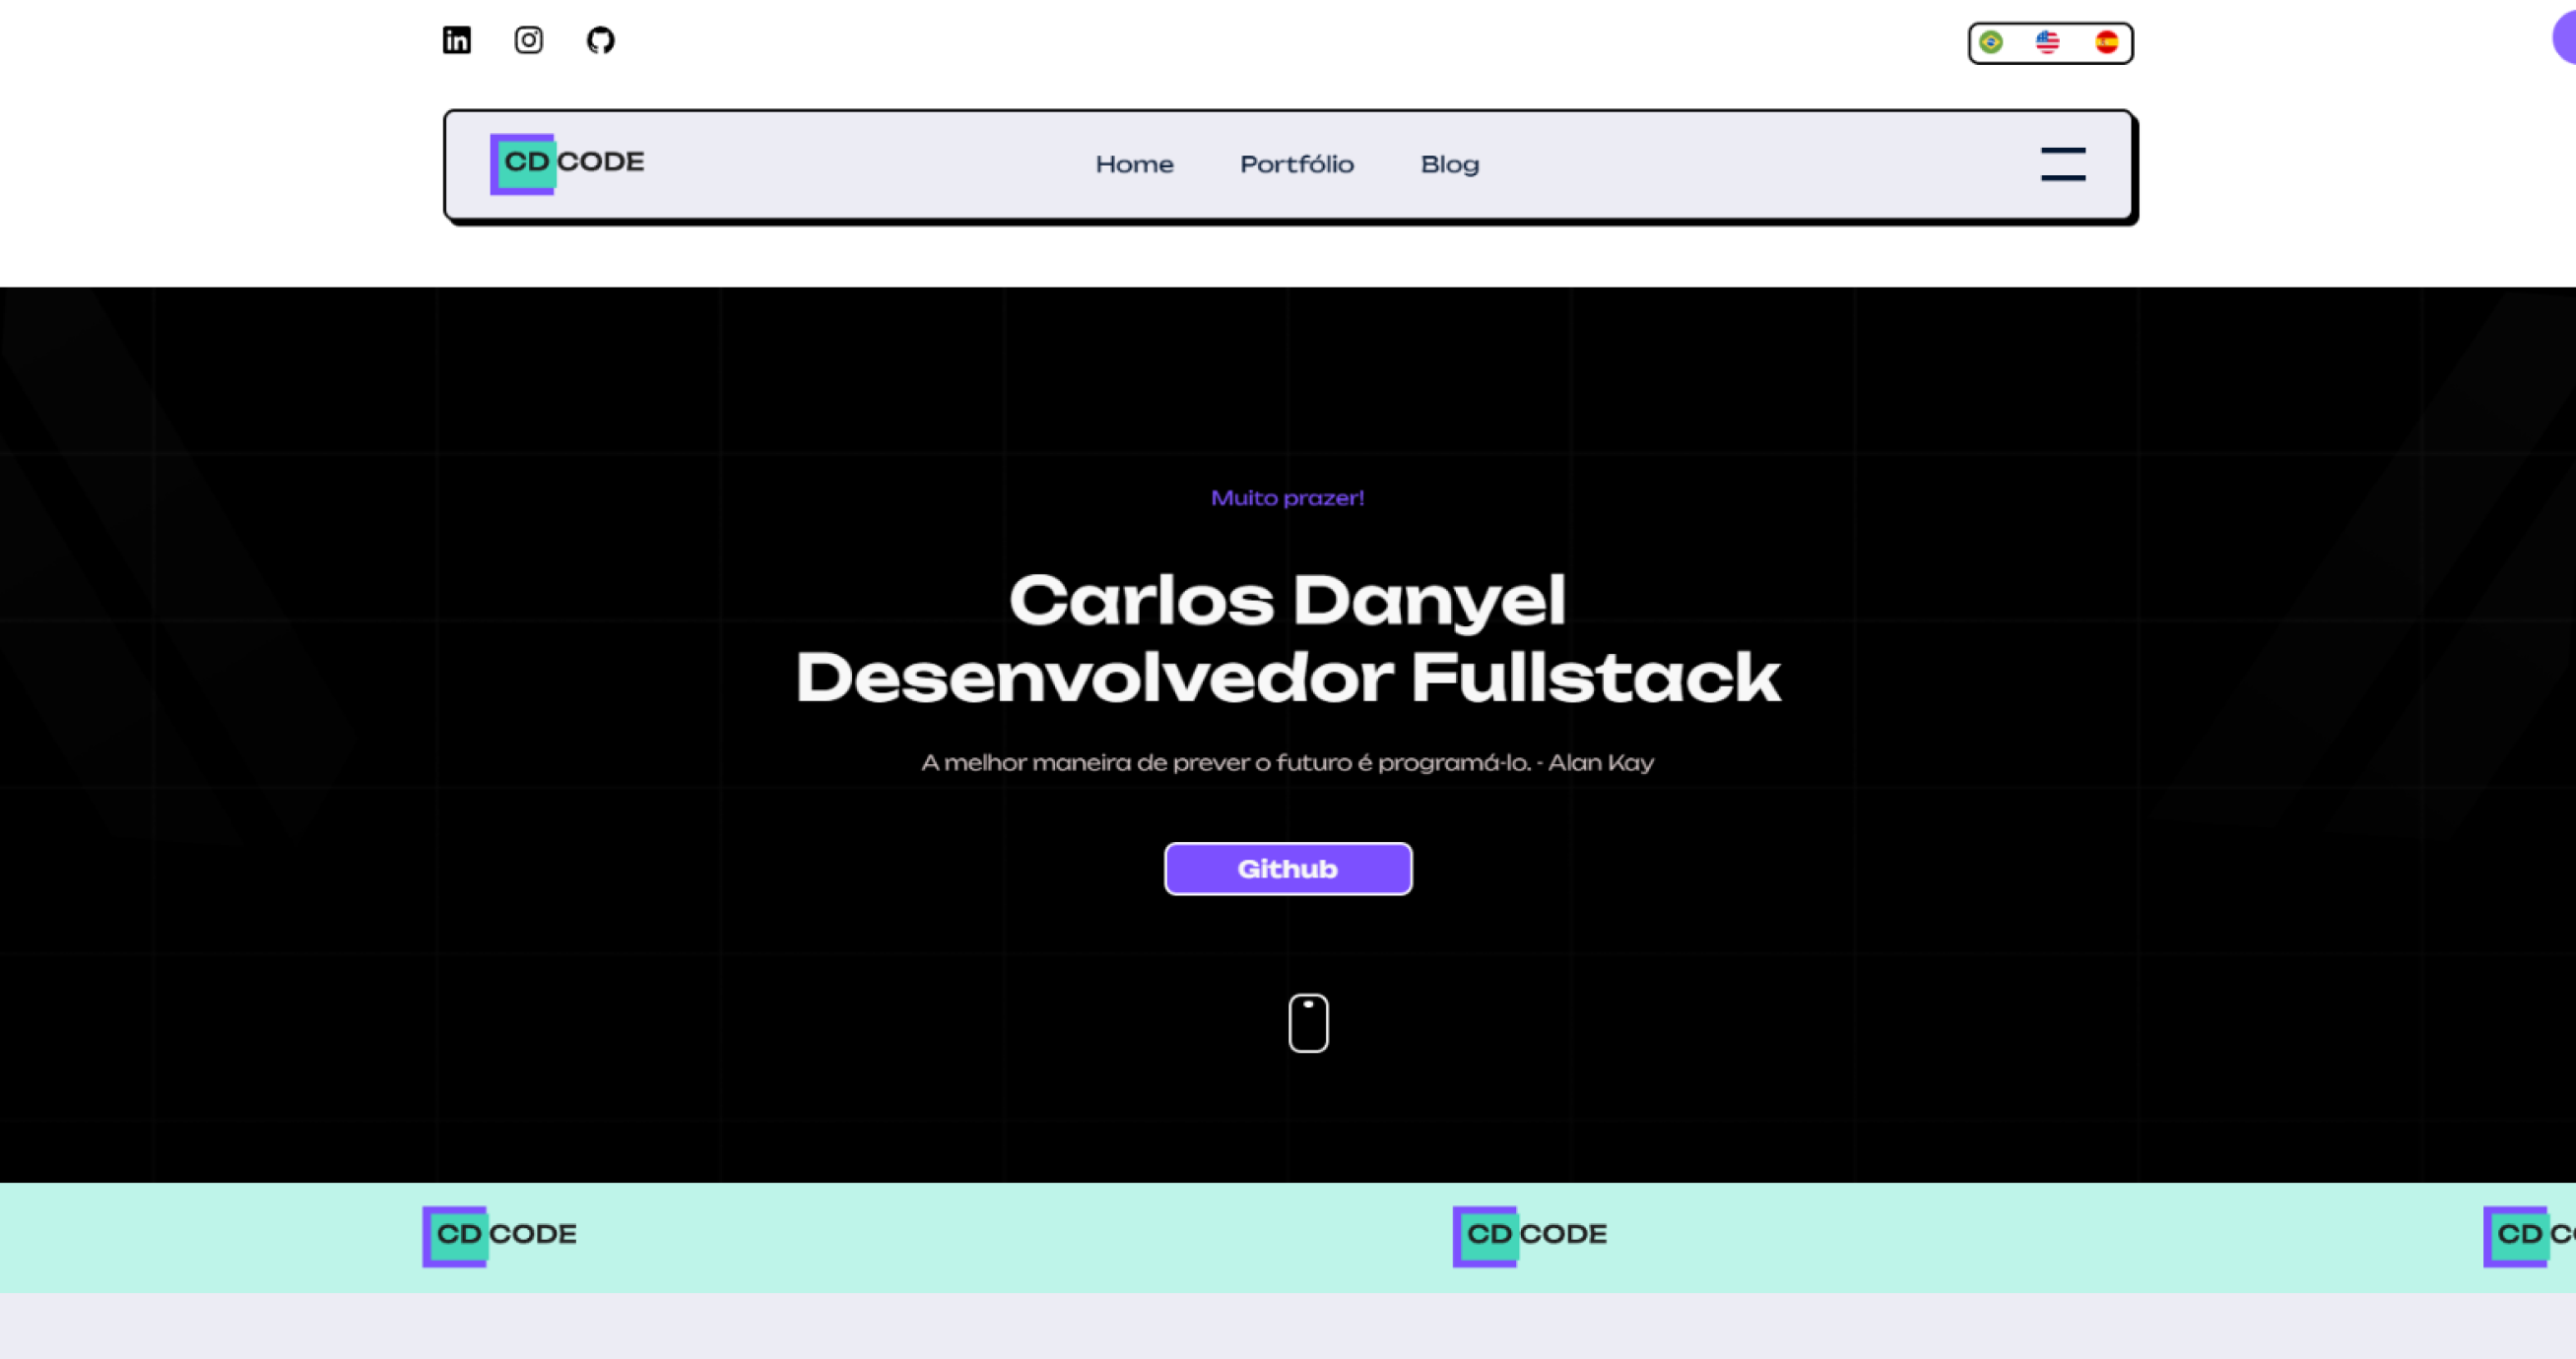 in
CD CODE
Home Portfólio Blog
Muito prazer!
Carlos Danyel
Desenvolvedor Fullstack
A melhor maneira de prever o futuro é programá-lo. - Alan Kay
Github
CD CODE CD CODE CD C